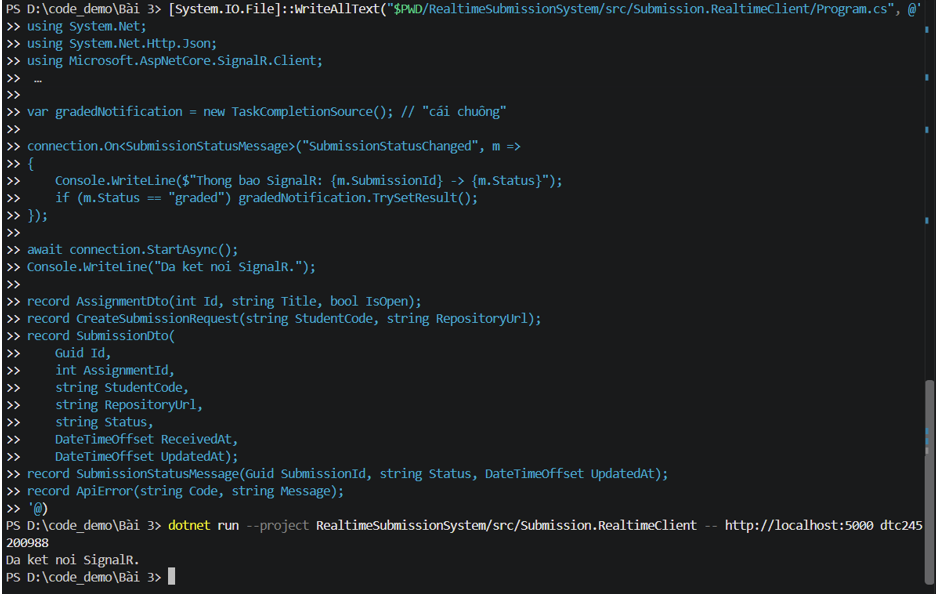 PS D:\code_demo\Bài 3> [System.IO.File]::WriteAllText("$PWD/RealtimeSubmissionSystem/src/Submission.RealtimeClient/Program.cs", @'
>> using System.Net;
>> using System.Net.Http.Json;
>> using Microsoft.AspNetCore.SignalR.Client;
>> …
>>
>> var gradedNotification = new TaskCompletionSource(); // "cái chuông"
>>
>> connection.On<SubmissionStatusMessage>("SubmissionStatusChanged", m =>
>> {
>>     Console.WriteLine($"Thong bao SignalR: {m.SubmissionId} -> {m.Status}");
>>     if (m.Status == "graded") gradedNotification.TrySetResult();
>> });
>>
>> await connection.StartAsync();
>> Console.WriteLine("Da ket noi SignalR.");
>>
>> record AssignmentDto(int Id, string Title, bool IsOpen);
>> record CreateSubmissionRequest(string StudentCode, string RepositoryUrl);
>> record SubmissionDto(
>>     Guid Id,
>>     int AssignmentId,
>>     string StudentCode,
>>     string RepositoryUrl,
>>     string Status,
>>     DateTimeOffset ReceivedAt,
>>     DateTimeOffset UpdatedAt);
>> record SubmissionStatusMessage(Guid SubmissionId, string Status, DateTimeOffset UpdatedAt);
>> record ApiError(string Code, string Message);
>> '@)
PS D:\code_demo\Bài 3> dotnet run --project RealtimeSubmissionSystem/src/Submission.RealtimeClient -- http://localhost:5000 dtc245
200988
Da ket noi SignalR.
PS D:\code_demo\Bài 3>